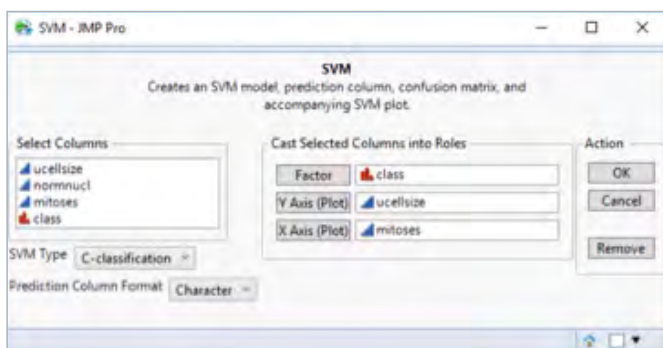 SVM - JMP Pro
SVM
Creates an SVM model, prediction column, confusion matrix, and
accompanying SVM plot.
Select Columns
ucellsize
normnucl
mitoses
class
SVM Type C-classification
Prediction Column Format Character
Cast Selected Columns into Roles
Factor class
Y Axis (Plot) ucellsize
X Axis (Plot) mitoses
Action
OK
Cancel
Remove